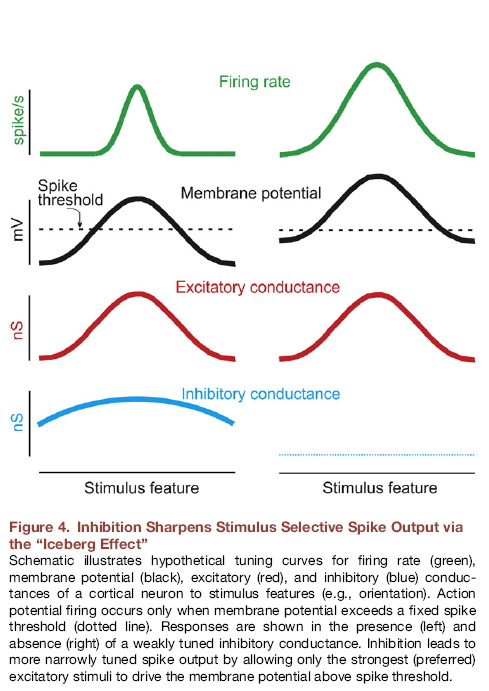 Firing rate
spike/s
Spike
threshold
Membrane potential
mV
Excitatory conductance
nS
Inhibitory conductance
nS
Stimulus feature
Stimulus feature
Figure 4. Inhibition Sharpens Stimulus Selective Spike Output via
the “Iceberg Effect”
Schematic illustrates hypothetical tuning curves for firing rate (green),
membrane potential (black), excitatory (red), and inhibitory (blue) conduc-
tances of a cortical neuron to stimulus features (e.g., orientation). Action
potential firing occurs only when membrane potential exceeds a fixed spike
threshold (dotted line). Responses are shown in the presence (left) and
absence (right) of a weakly tuned inhibitory conductance. Inhibition leads to
more narrowly tuned spike output by allowing only the strongest (preferred)
excitatory stimuli to drive the membrane potential above spike threshold.